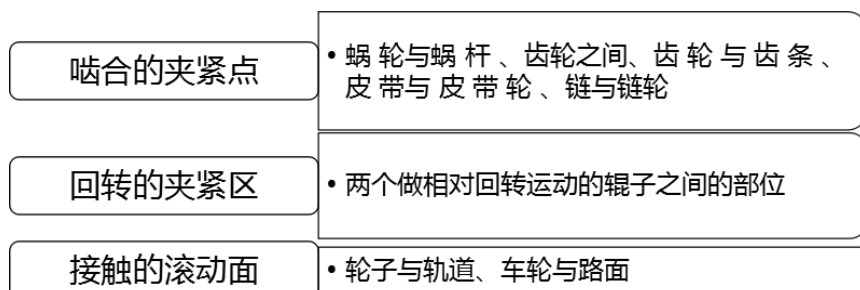 啮合的夹紧点
• 蜗轮与蜗杆、齿轮之间、齿轮与齿条、
皮带与皮带轮、链与链轮
回转的夹紧区
• 两个做相对回转运动的辊子之间的部位
接触的滚动面
• 轮子与轨道、车轮与路面